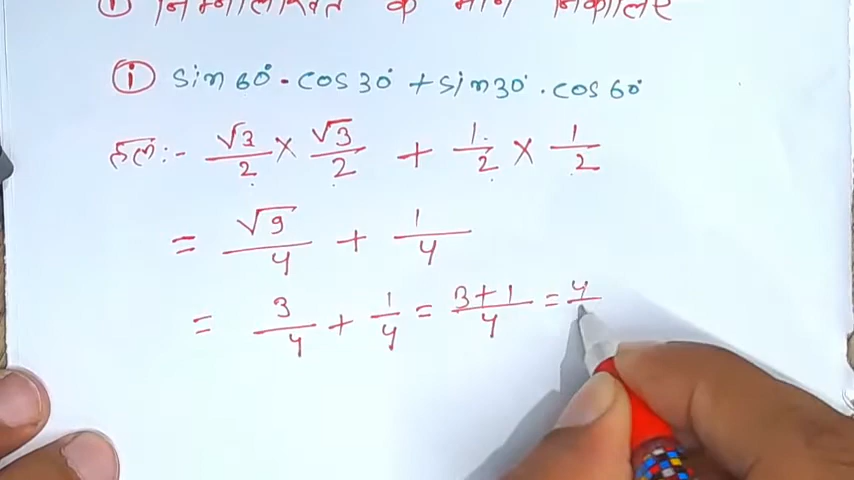 ① निम्नलिखित के मान निकालिए
ⓘ sin 60° · cos 30° + sin 30° · cos 60°
हल:- √3/2 × √3/2 + 1/2 × 1/2
= √9/4 + 1/4
= 3/4 + 1/4 = 3+1/4 = 4/